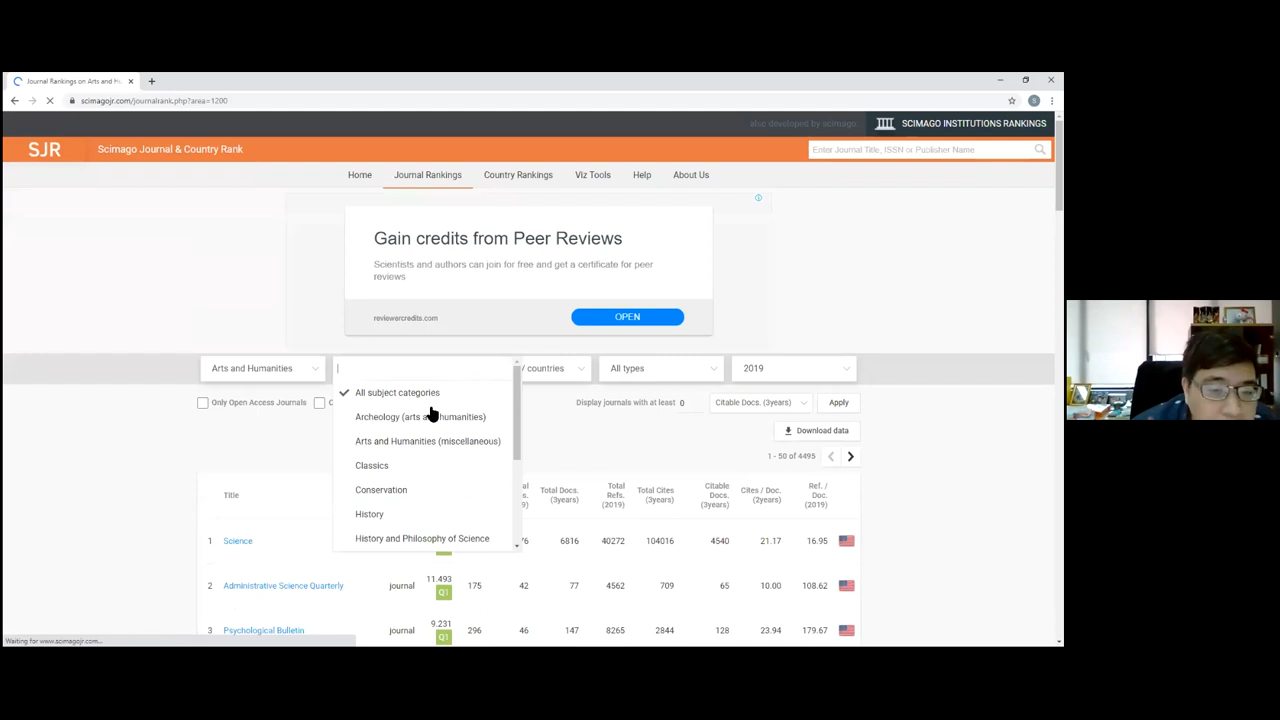 Journal Rankings on Arts and Hu
scimagojr.com/journalrank.php?area=1200
S
also developed by scimago:
SCIMAGO INSTITUTIONS RANKINGS
SJR
Scimago Journal & Country Rank
Enter Journal Title, ISSN or Publisher Name
Home
Journal Rankings
Country Rankings
Viz Tools
Help
About Us
Gain credits from Peer Reviews
Scientists and authors can join for free and get a certificate for peer
reviews
reviewercredits.com
OPEN
Arts and Humanities
/ countries
All types
2019
All subject categories
Archeology (arts humanities)
Arts and Humanities (miscellaneous)
Classics
Conservation
History
History and Philosophy of Science
Only Open Access Journals
Display journals with at least 0
Citable Docs. (3years)
Apply
Download data
1 - 50 of 4495
Title
Total Docs.
(3years)
Total
Refs.
(2019)
Total Cites
(3years)
Citable
Docs.
(3years)
Cites / Doc.
(2years)
Ref. /
Doc.
(2019)
1 Science 6816 40272 104016 4540 21.17 16.95
2 Administrative Science Quarterly journal 11.493 Q1 175 42 77 4562 709 65 10.00 108.62
3 Psychological Bulletin journal 9.231 Q1 296 46 147 8265 2844 128 23.94 179.67
Waiting for www.scimagojr.com...